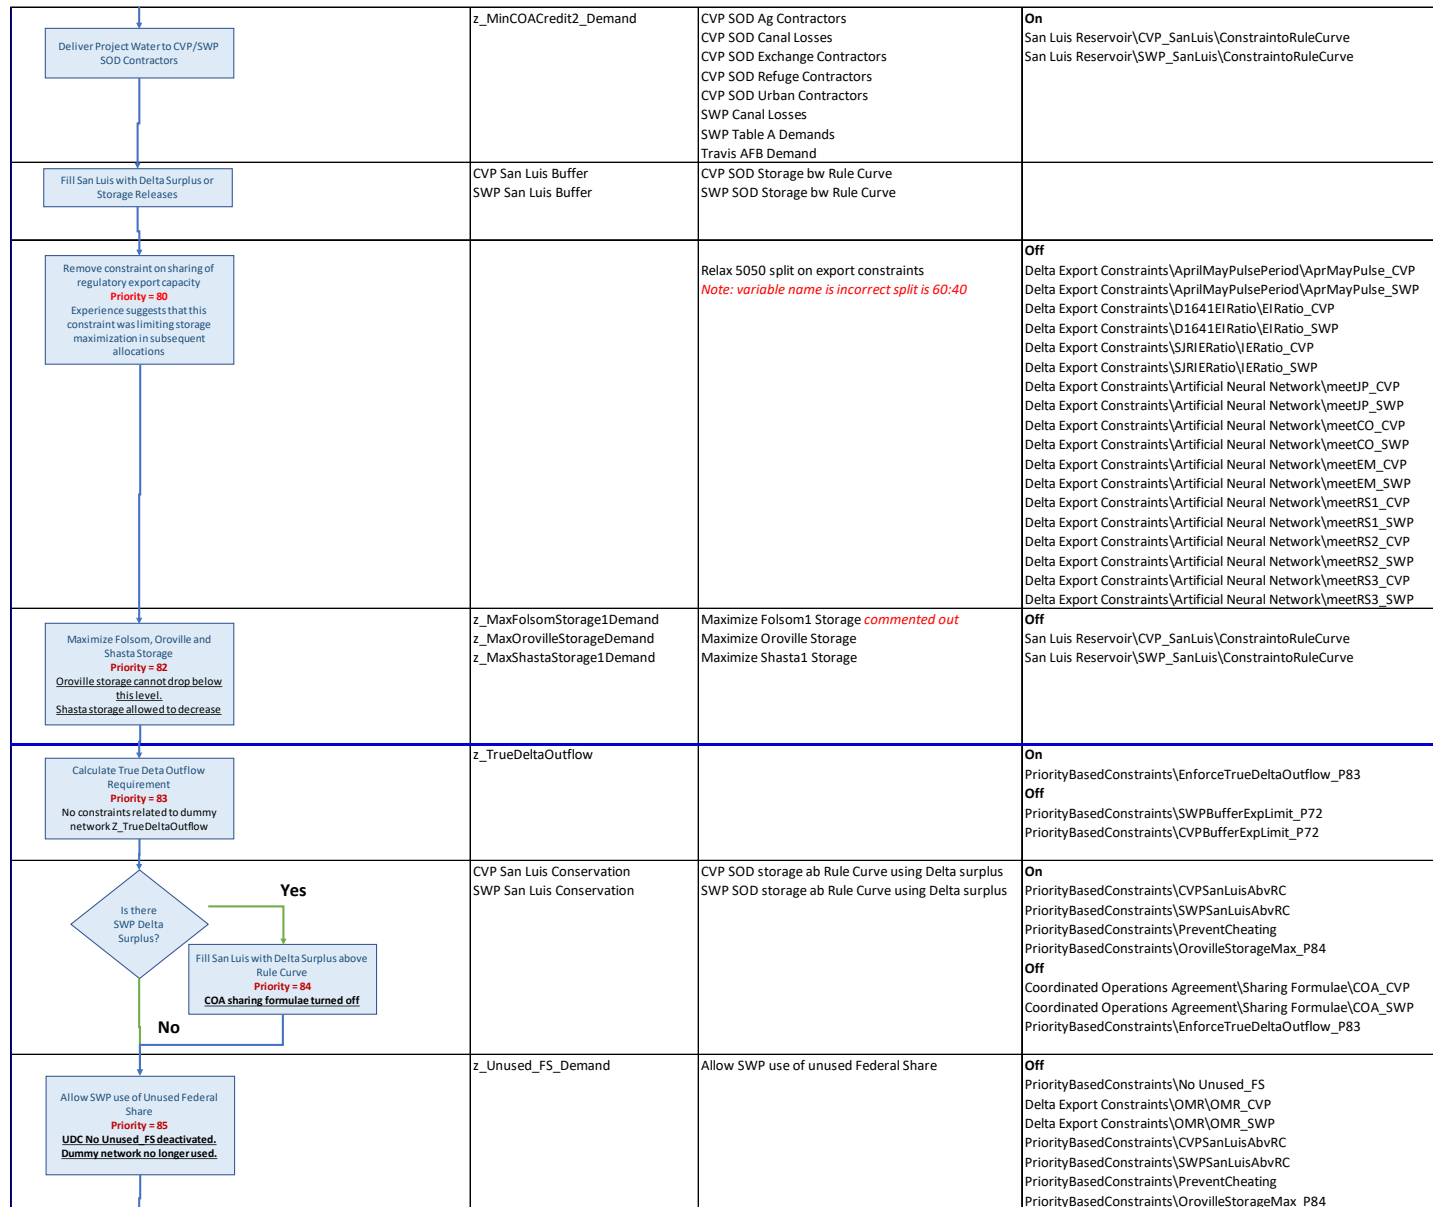 Deliver Project Water to CVP/SWP
SOD Contractors
z_MinCOACredit2_Demand
CVP SOD Ag Contractors
CVP SOD Canal Losses
CVP SOD Exchange Contractors
CVP SOD Refuge Contractors
CVP SOD Urban Contractors
SWP Canal Losses
SWP Table A Demands
Travis AFB Demand
On
San Luis Reservoir\CVP_SanLuis\ConstraintoRuleCurve
San Luis Reservoir\SWP_SanLuis\ConstraintoRuleCurve
Fill San Luis with Delta Surplus or
Storage Releases
CVP San Luis Buffer
SWP San Luis Buffer
CVP SOD Storage bw Rule Curve
SWP SOD Storage bw Rule Curve
Remove constraint on sharing of
regulatory export capacity
Priority = 80
Experience suggests that this
constraint was limiting storage
maximization in subsequent
allocations
Relax 5050 split on export constraints
Note: variable name is incorrect split is 60:40
Off
Delta Export Constraints\AprilMayPulsePeriod\AprMayPulse_CVP
Delta Export Constraints\AprilMayPulsePeriod\AprMayPulse_SWP
Delta Export Constraints\D1641EIRatio\EIRatio_CVP
Delta Export Constraints\D1641EIRatio\EIRatio_SWP
Delta Export Constraints\SJRIERatio\IERatio_CVP
Delta Export Constraints\SJRIERatio\IERatio_SWP
Delta Export Constraints\Artificial Neural Network\meetJP_CVP
Delta Export Constraints\Artificial Neural Network\meetJP_SWP
Delta Export Constraints\Artificial Neural Network\meetCO_CVP
Delta Export Constraints\Artificial Neural Network\meetCO_SWP
Delta Export Constraints\Artificial Neural Network\meetEM_CVP
Delta Export Constraints\Artificial Neural Network\meetEM_SWP
Delta Export Constraints\Artificial Neural Network\meetRS1_CVP
Delta Export Constraints\Artificial Neural Network\meetRS1_SWP
Delta Export Constraints\Artificial Neural Network\meetRS2_CVP
Delta Export Constraints\Artificial Neural Network\meetRS2_SWP
Delta Export Constraints\Artificial Neural Network\meetRS3_CVP
Delta Export Constraints\Artificial Neural Network\meetRS3_SWP
Maximize Folsom, Oroville and
Shasta Storage
Priority = 82
Oroville storage cannot drop below
this level.
Shasta storage allowed to decrease
z_MaxFolsomStorage1Demand
z_MaxOrovilleStorageDemand
z_MaxShastaStorage1Demand
Maximize Folsom1 Storage commented out
Maximize Oroville Storage
Maximize Shasta1 Storage
Off
San Luis Reservoir\CVP_SanLuis\ConstraintoRuleCurve
San Luis Reservoir\SWP_SanLuis\ConstraintoRuleCurve
Calculate True Deta Outflow
Requirement
Priority = 83
No constraints related to dummy
network Z_TrueDeltaOutflow
z_TrueDeltaOutflow
On
PriorityBasedConstraints\EnforceTrueDeltaOutflow_P83
Off
PriorityBasedConstraints\SWPBufferExpLimit_P72
PriorityBasedConstraints\CVPBufferExpLimit_P72
Is there
SWP Delta
Surplus?
Yes
Fill San Luis with Delta Surplus above
Rule Curve
Priority = 84
COA sharing formulae turned off
No
CVP San Luis Conservation
SWP San Luis Conservation
CVP SOD storage ab Rule Curve using Delta surplus
SWP SOD storage ab Rule Curve using Delta surplus
On
PriorityBasedConstraints\CVPSanLuisAbvRC
PriorityBasedConstraints\SWPSanLuisAbvRC
PriorityBasedConstraints\PreventCheating
PriorityBasedConstraints\OrovilleStorageMax_P84
Off
Coordinated Operations Agreement\Sharing Formulae\COA_CVP
Coordinated Operations Agreement\Sharing Formulae\COA_SWP
PriorityBasedConstraints\EnforceTrueDeltaOutflow_P83
Allow SWP use of Unused Federal
Share
Priority = 85
UDC No Unused_FS deactivated.
Dummy network no longer used.
z_Unused_FS_Demand
Allow SWP use of unused Federal Share
Off
PriorityBasedConstraints\No Unused_FS
Delta Export Constraints\OMR\OMR_CVP
Delta Export Constraints\OMR\OMR_SWP
PriorityBasedConstraints\CVPSanLuisAbvRC
PriorityBasedConstraints\SWPSanLuisAbvRC
PriorityBasedConstraints\PreventCheating
PriorityBasedConstraints\OrovilleStorageMax_P84